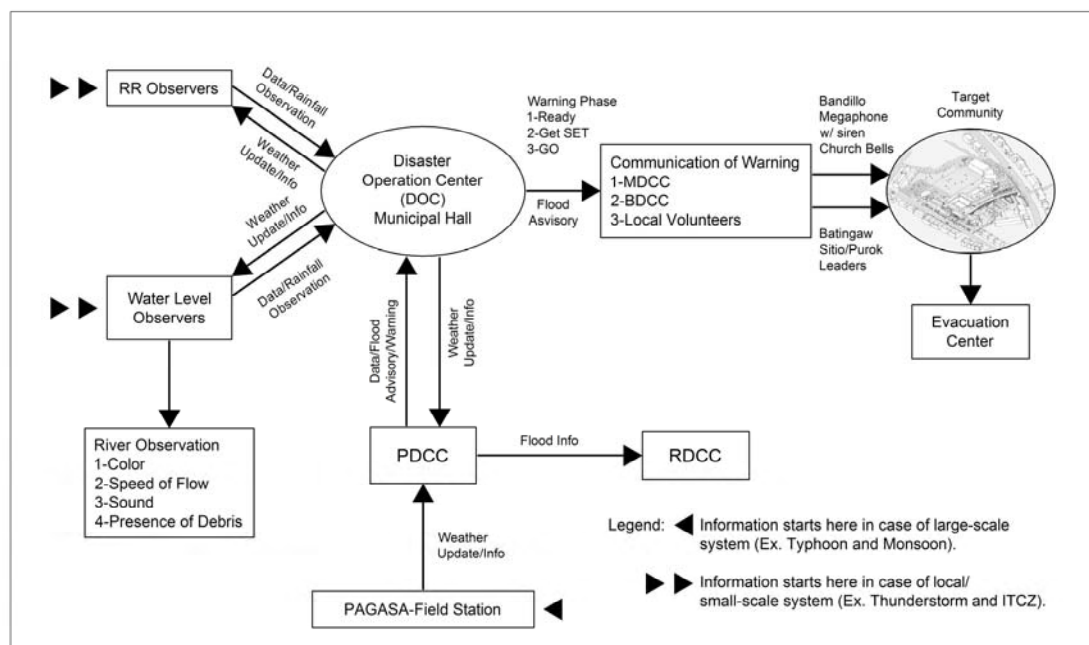 RR Observers
Data/Rainfall
Observation
Weather
Update/Info
Weather
Update/Info
Data/Rainfall
Observation
Water Level
Observers
River Observation
1-Color
2-Speed of Flow
3-Sound
4-Presence of Debris
Disaster
Operation Center
(DOC)
Municipal Hall
Warning Phase
1-Ready
2-Get SET
3-GO
Flood
Asvisory
Communication of Warning
1-MDCC
2-BDCC
3-Local Volunteers
Bandillo
Megaphone
w/ siren
Church Bells
Batingaw
Sitio/Purok
Leaders
Target
Community
Evacuation
Center
Data/Flood
Advisory/Warning
Weather
Update/Info
PDCC
Flood Info
RDCC
Weather
Update/Info
PAGASA-Field Station
Legend:
Information starts here in case of large-scale
system (Ex. Typhoon and Monsoon).
Information starts here in case of local/
small-scale system (Ex. Thunderstorm and ITCZ).